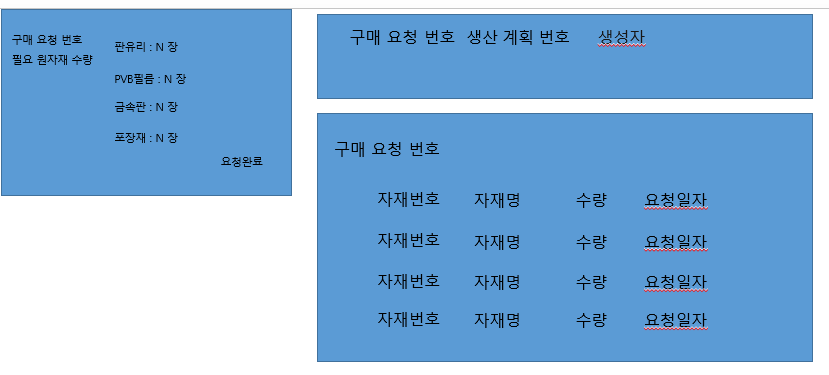 구매 요청 번호
필요 원자재 수량
판유리 : N 장
PVB필름 : N 장
금속판 : N 장
포장재 : N 장
요청완료
구매 요청 번호 생산 계획 번호 생성자
구매 요청 번호
자재번호 자재명 수량 요청일자
자재번호 자재명 수량 요청일자
자재번호 자재명 수량 요청일자
자재번호 자재명 수량 요청일자